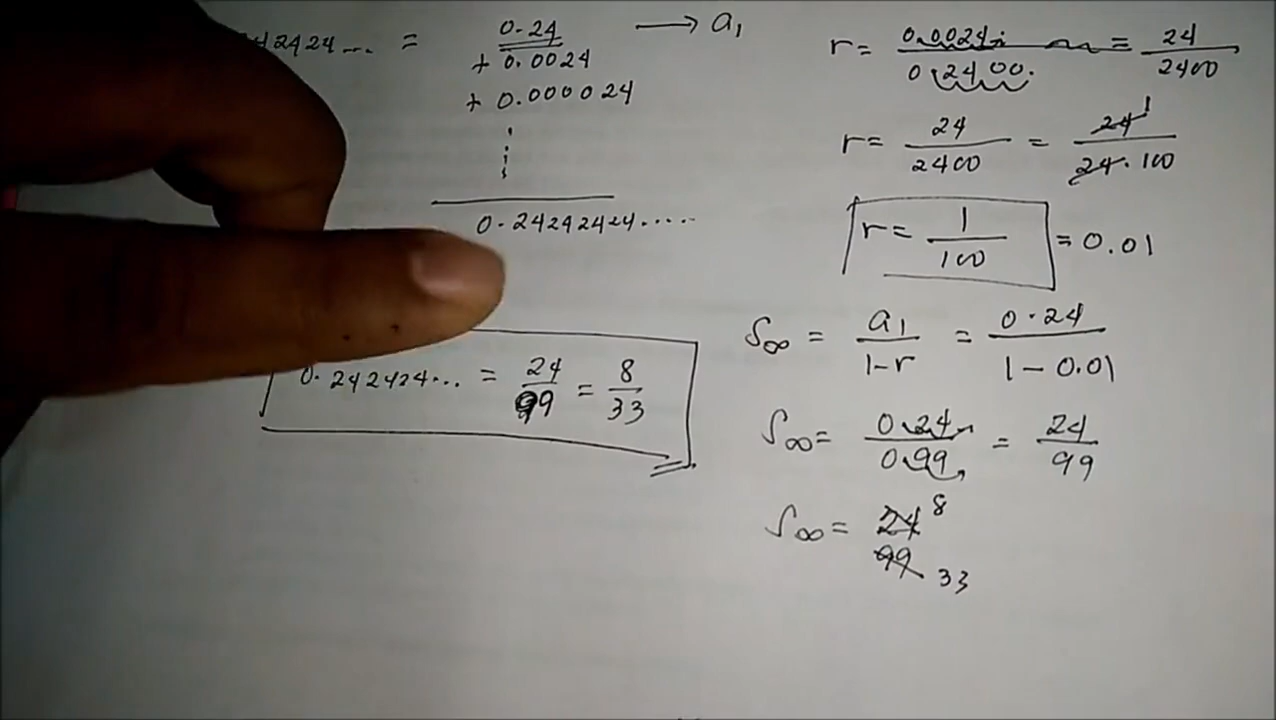 42424... = 0.24 → a₁
+ 0.0024
+ 0.000024
0.24242424.....
0.242424... = 24/99 = 8/33
r = 0.0024/0.2400. = 24/2400
r = 24/2400 = 24 1/24.100
r = 1/100 = 0.01
S∞ = a₁/1-r = 0.24/1-0.01
S∞ = 0.24/0.99 = 24/99
S∞ = 24 8/99 33